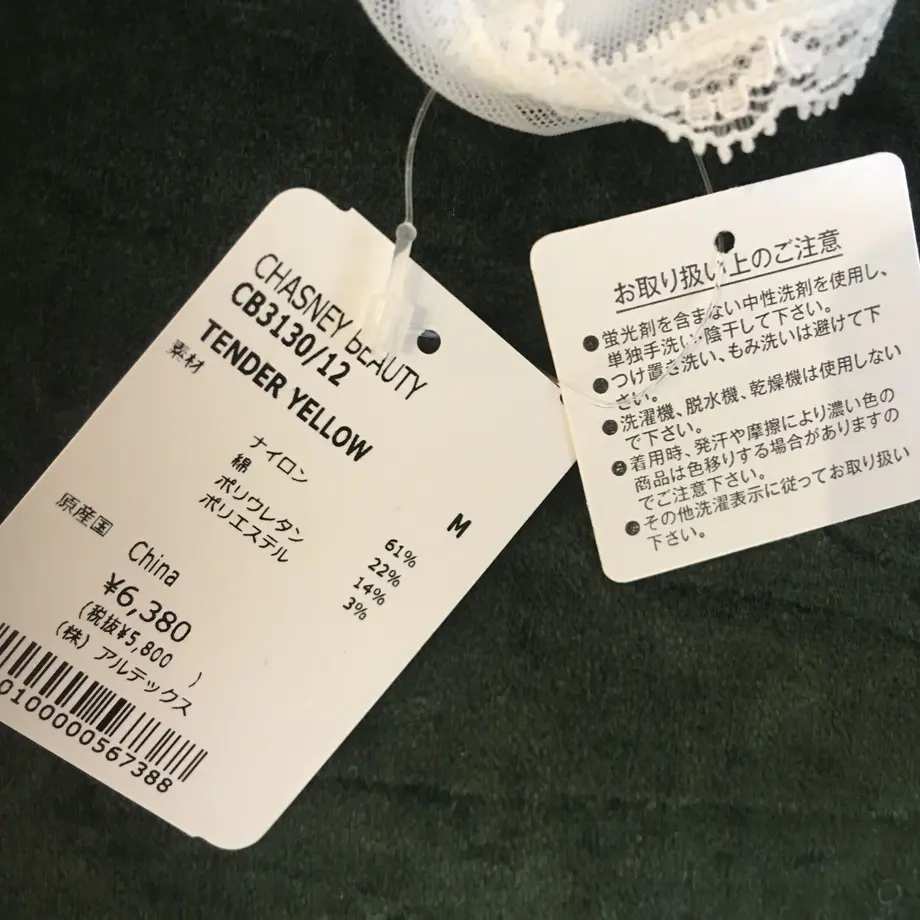 CHASNEY BEAUTY
CB3130/12
TENDER YELLOW
素材
M
ナイロン 61%
綿 22%
ポリウレタン 14%
ポリエステル 3%
原産国
China
¥6,380
(税抜¥5,800 )
(株) アルテックス
0100000567388
お取り扱い上のご注意
●蛍光剤を含まない中性洗剤を使用し、
単独手洗い・陰干して下さい。
●つけ置き洗い、もみ洗いは避けて下
さい。
●洗濯機、脱水機、乾燥機は使用しない
で下さい。
●着用時、発汗や摩擦により濃い色の
商品は色移りする場合がありますの
でご注意下さい。
●その他洗濯表示に従ってお取り扱い
下さい。